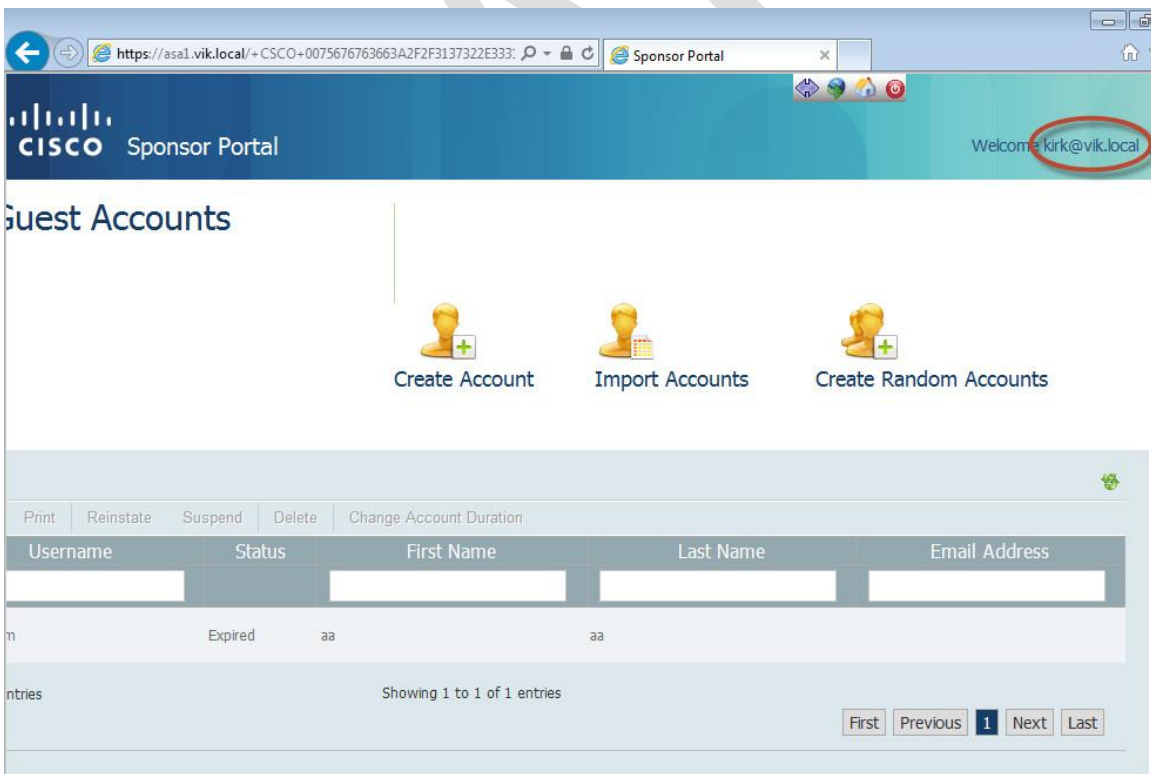 https://asa1.vik.local/+CSCO+0075676763663A2F2F3137322E333:
Sponsor Portal
CISCO Sponsor Portal
Welcome kirk@vik.local
Guest Accounts
Create Account Import Accounts Create Random Accounts
Print Reinstate Suspend Delete Change Account Duration
Username Status First Name Last Name Email Address
m Expired aa aa
ntries Showing 1 to 1 of 1 entries
First Previous 1 Next Last